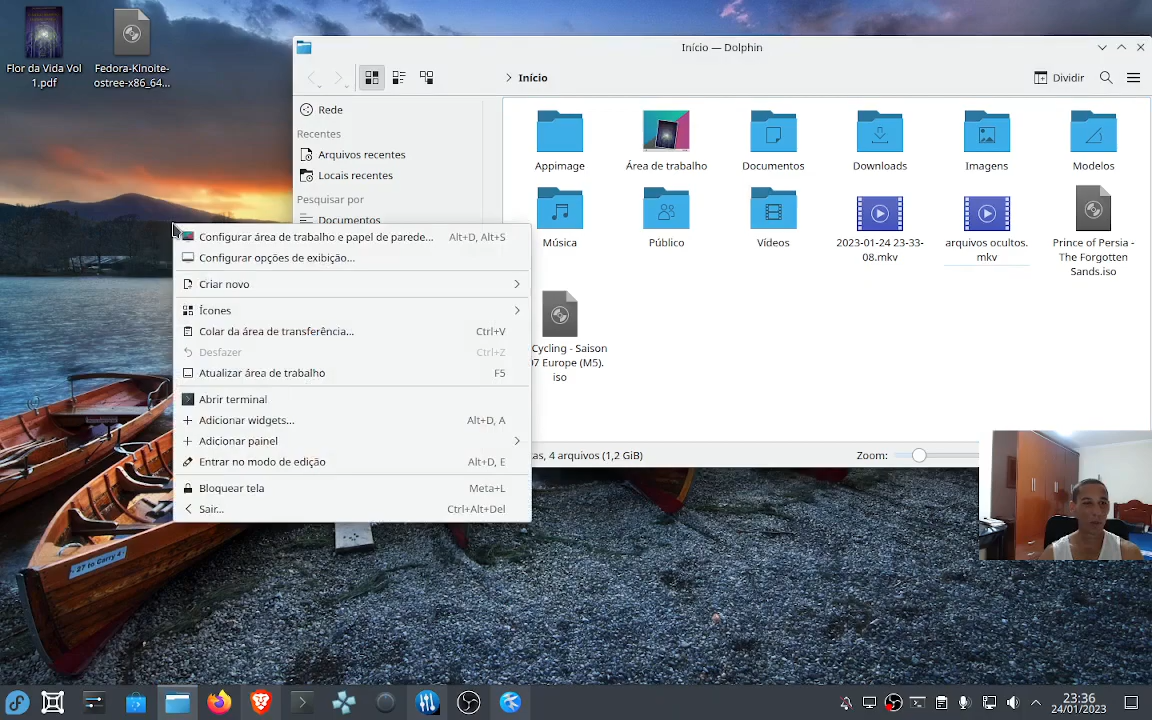 Flor da Vida Vol
1.pdf
Fedora-Kinoite-
ostree-x86_64...
Início — Dolphin
Início
Dividir
Rede
Recentes
Arquivos recentes
Locais recentes
Pesquisar por
Documentos
Appimage
Área de trabalho
Documentos
Downloads
Imagens
Modelos
Música
Público
Vídeos
2023-01-24 23-33-
08.mkv
arquivos ocultos.
mkv
Prince of Persia -
The Forgotten
Sands.iso
Cycling - Saison
07 Europe (M5).
iso
Configurar área de trabalho e papel de parede... Alt+D, Alt+S
Configurar opções de exibição...
Criar novo
Ícones
Colar da área de transferência... Ctrl+V
Desfazer Ctrl+Z
Atualizar área de trabalho F5
Abrir terminal
Adicionar widgets... Alt+D, A
Adicionar painel
Entrar no modo de edição Alt+D, E
Bloquear tela Meta+L
Sair... Ctrl+Alt+Del
as, 4 arquivos (1,2 GiB)
Zoom:
27 to Carry 4
23:36
24/01/2023